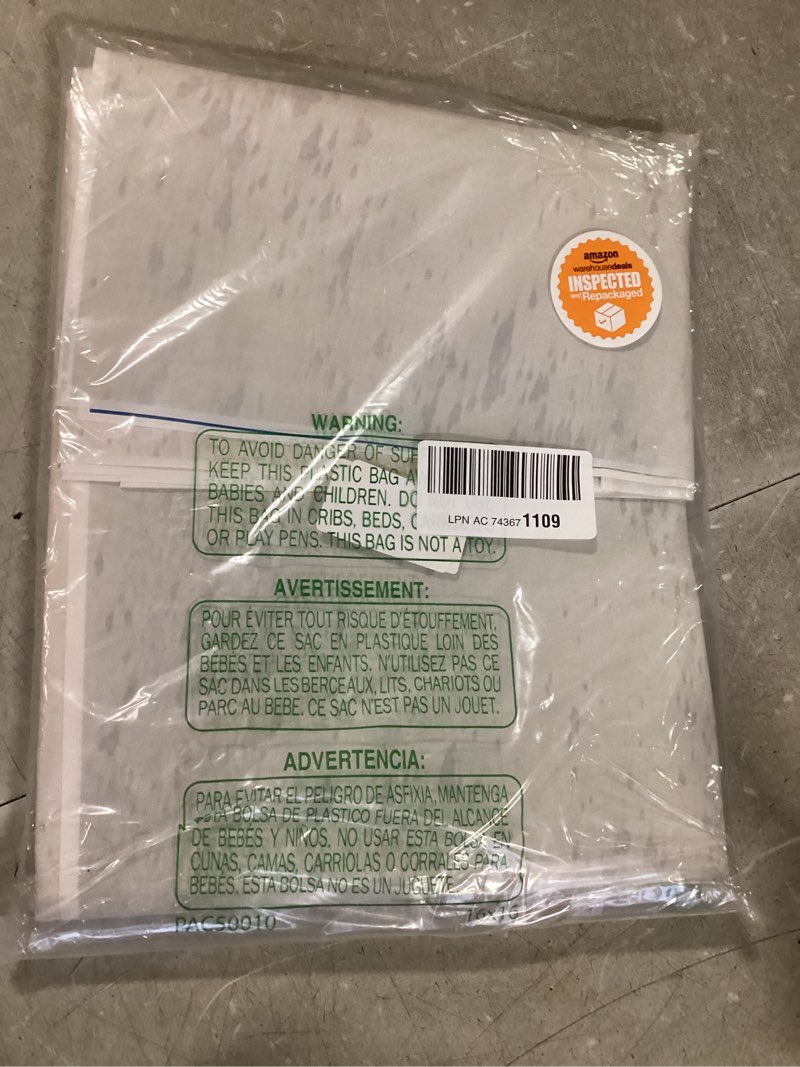 amazon
warehousedeals
INSPECTED
and Repackaged
WARNING:
TO AVOID DANGER OF SUF
KEEP THIS PLASTIC BAG A
BABIES AND CHILDREN. DO
THIS BAG IN CRIBS, BEDS, CAR
OR PLAY PENS. THIS BAG IS NOT A TOY.
LPN AC 743671109
AVERTISSEMENT:
POUR ÉVITER TOUT RISQUE D'ÉTOUFFEMENT,
GARDEZ CE SAC EN PLASTIQUE LOIN DES
BÉBÉS ET LES ENFANTS. N'UTILISEZ PAS CE
SAC DANS LES BERCEAUX, LITS, CHARIOTS OU
PARC AU BEBE. CE SAC N'EST PAS UN JOUET.
ADVERTENCIA:
PARA EVITAR EL PELIGRO DE ASFIXIA, MANTENGA
ESTA BOLSA DE PLASTICO FUERA DEL ALCANCE
DE BEBÉS Y NIÑOS. NO USAR ESTA BOLSA EN
CUNAS, CAMAS, CARRIOLAS O CORRALES PARA
BEBÉS. ESTA BOLSA NO ES UN JUGUETE.
PAC50010